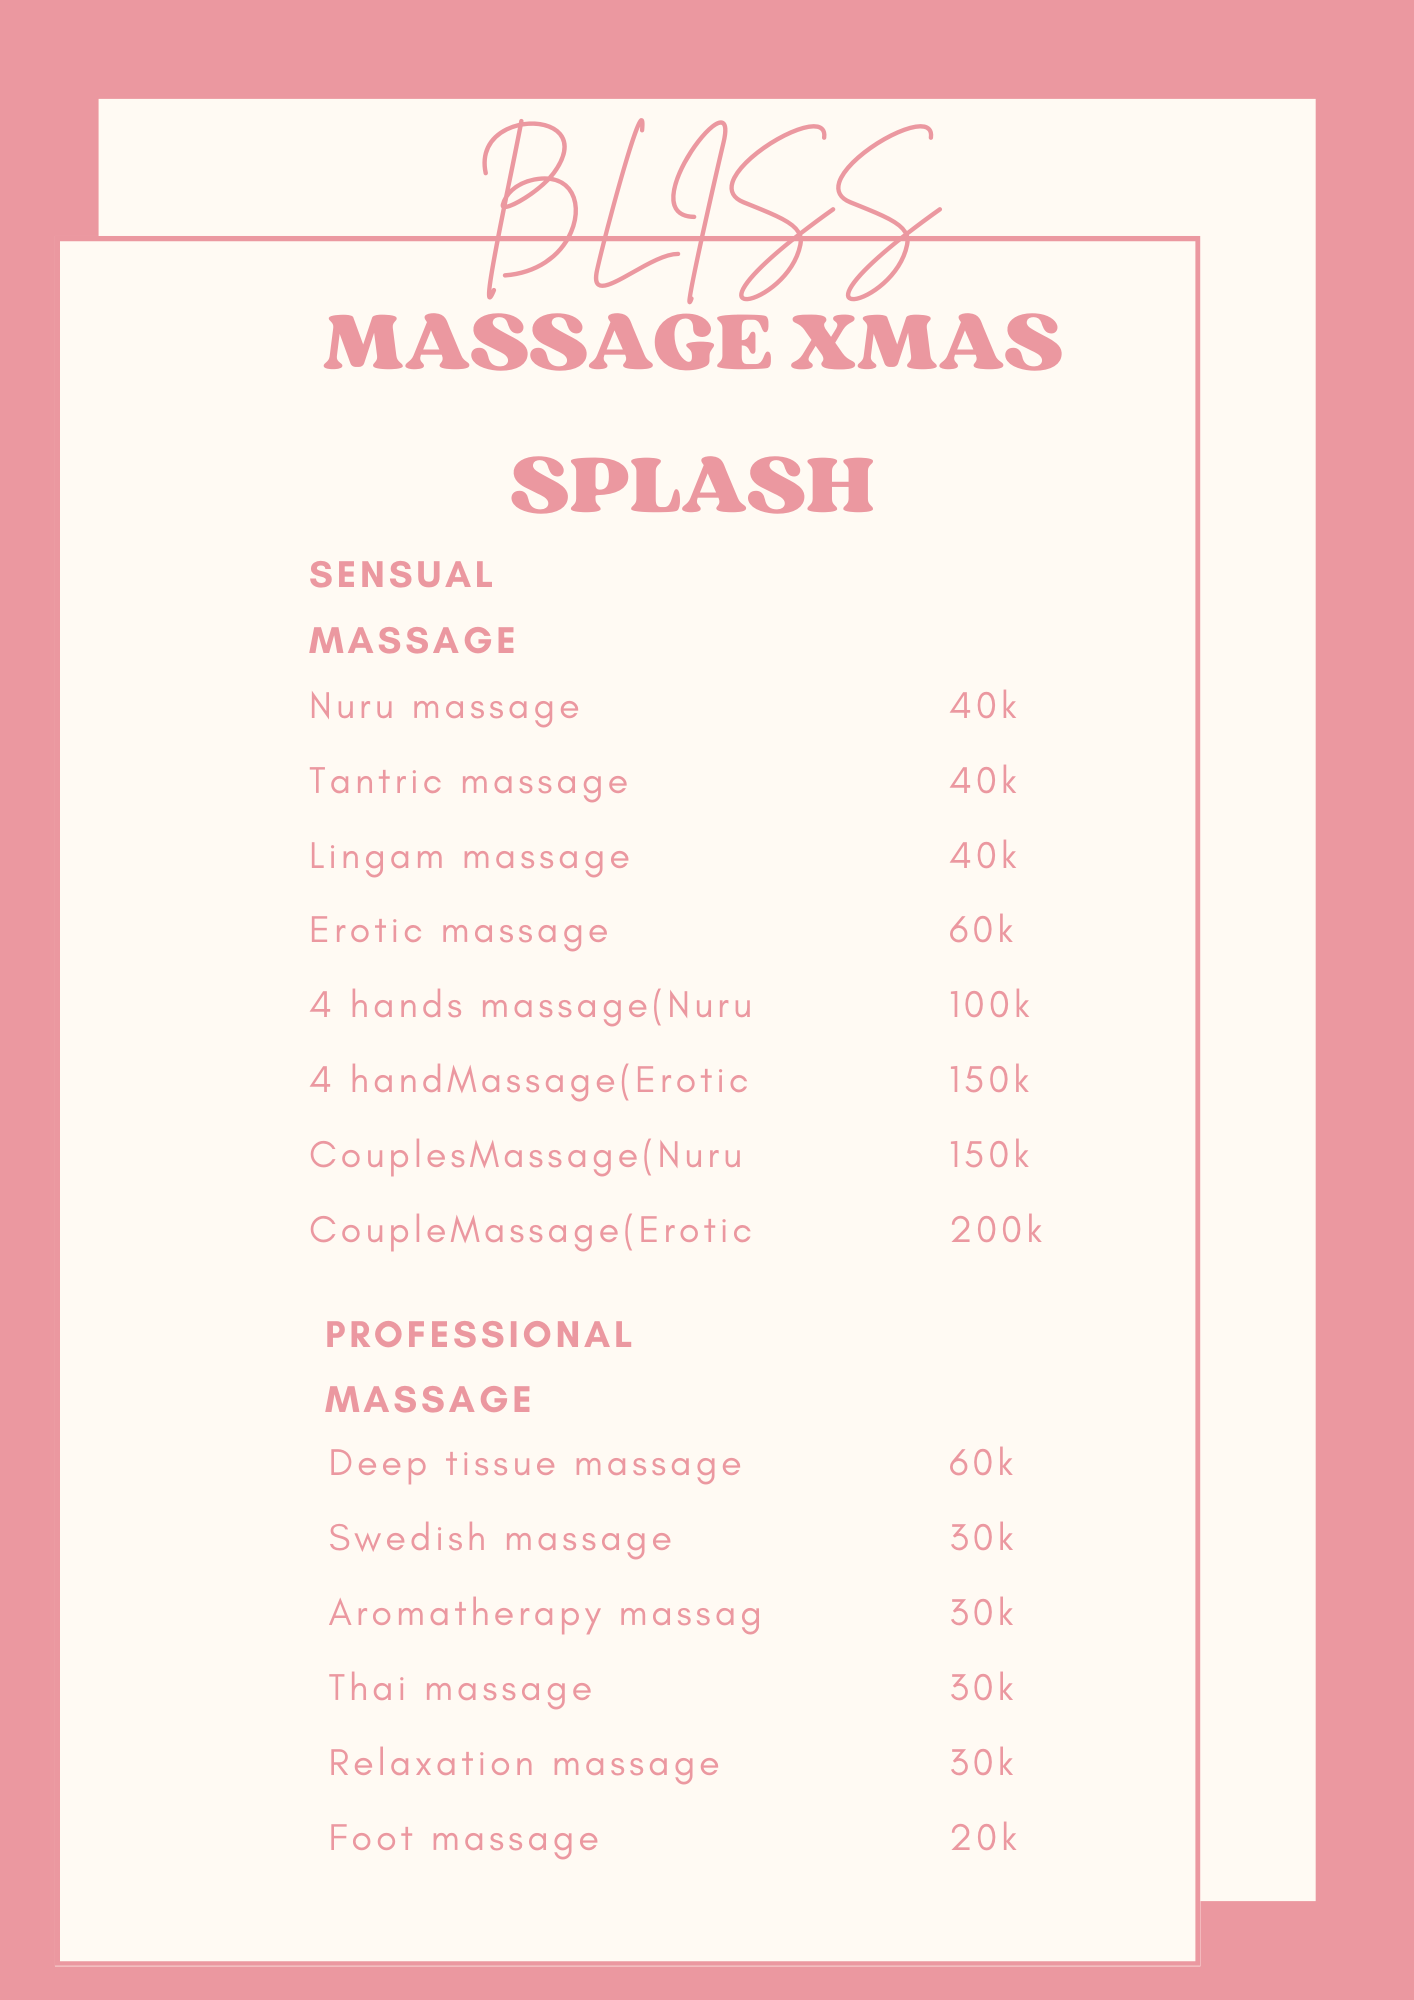 BLISS
MASSAGE XMAS
SPLASH
SENSUAL
MASSAGE
Nuru massage 40k
Tantric massage 40k
Lingam massage 40k
Erotic massage 60k
4 hands massage(Nuru 100k
4 handMassage(Erotic 150k
CouplesMassage(Nuru 150k
CoupleMassage(Erotic 200k
PROFESSIONAL
MASSAGE
Deep tissue massage 60k
Swedish massage 30k
Aromatherapy massag 30k
Thai massage 30k
Relaxation massage 30k
Foot massage 20k